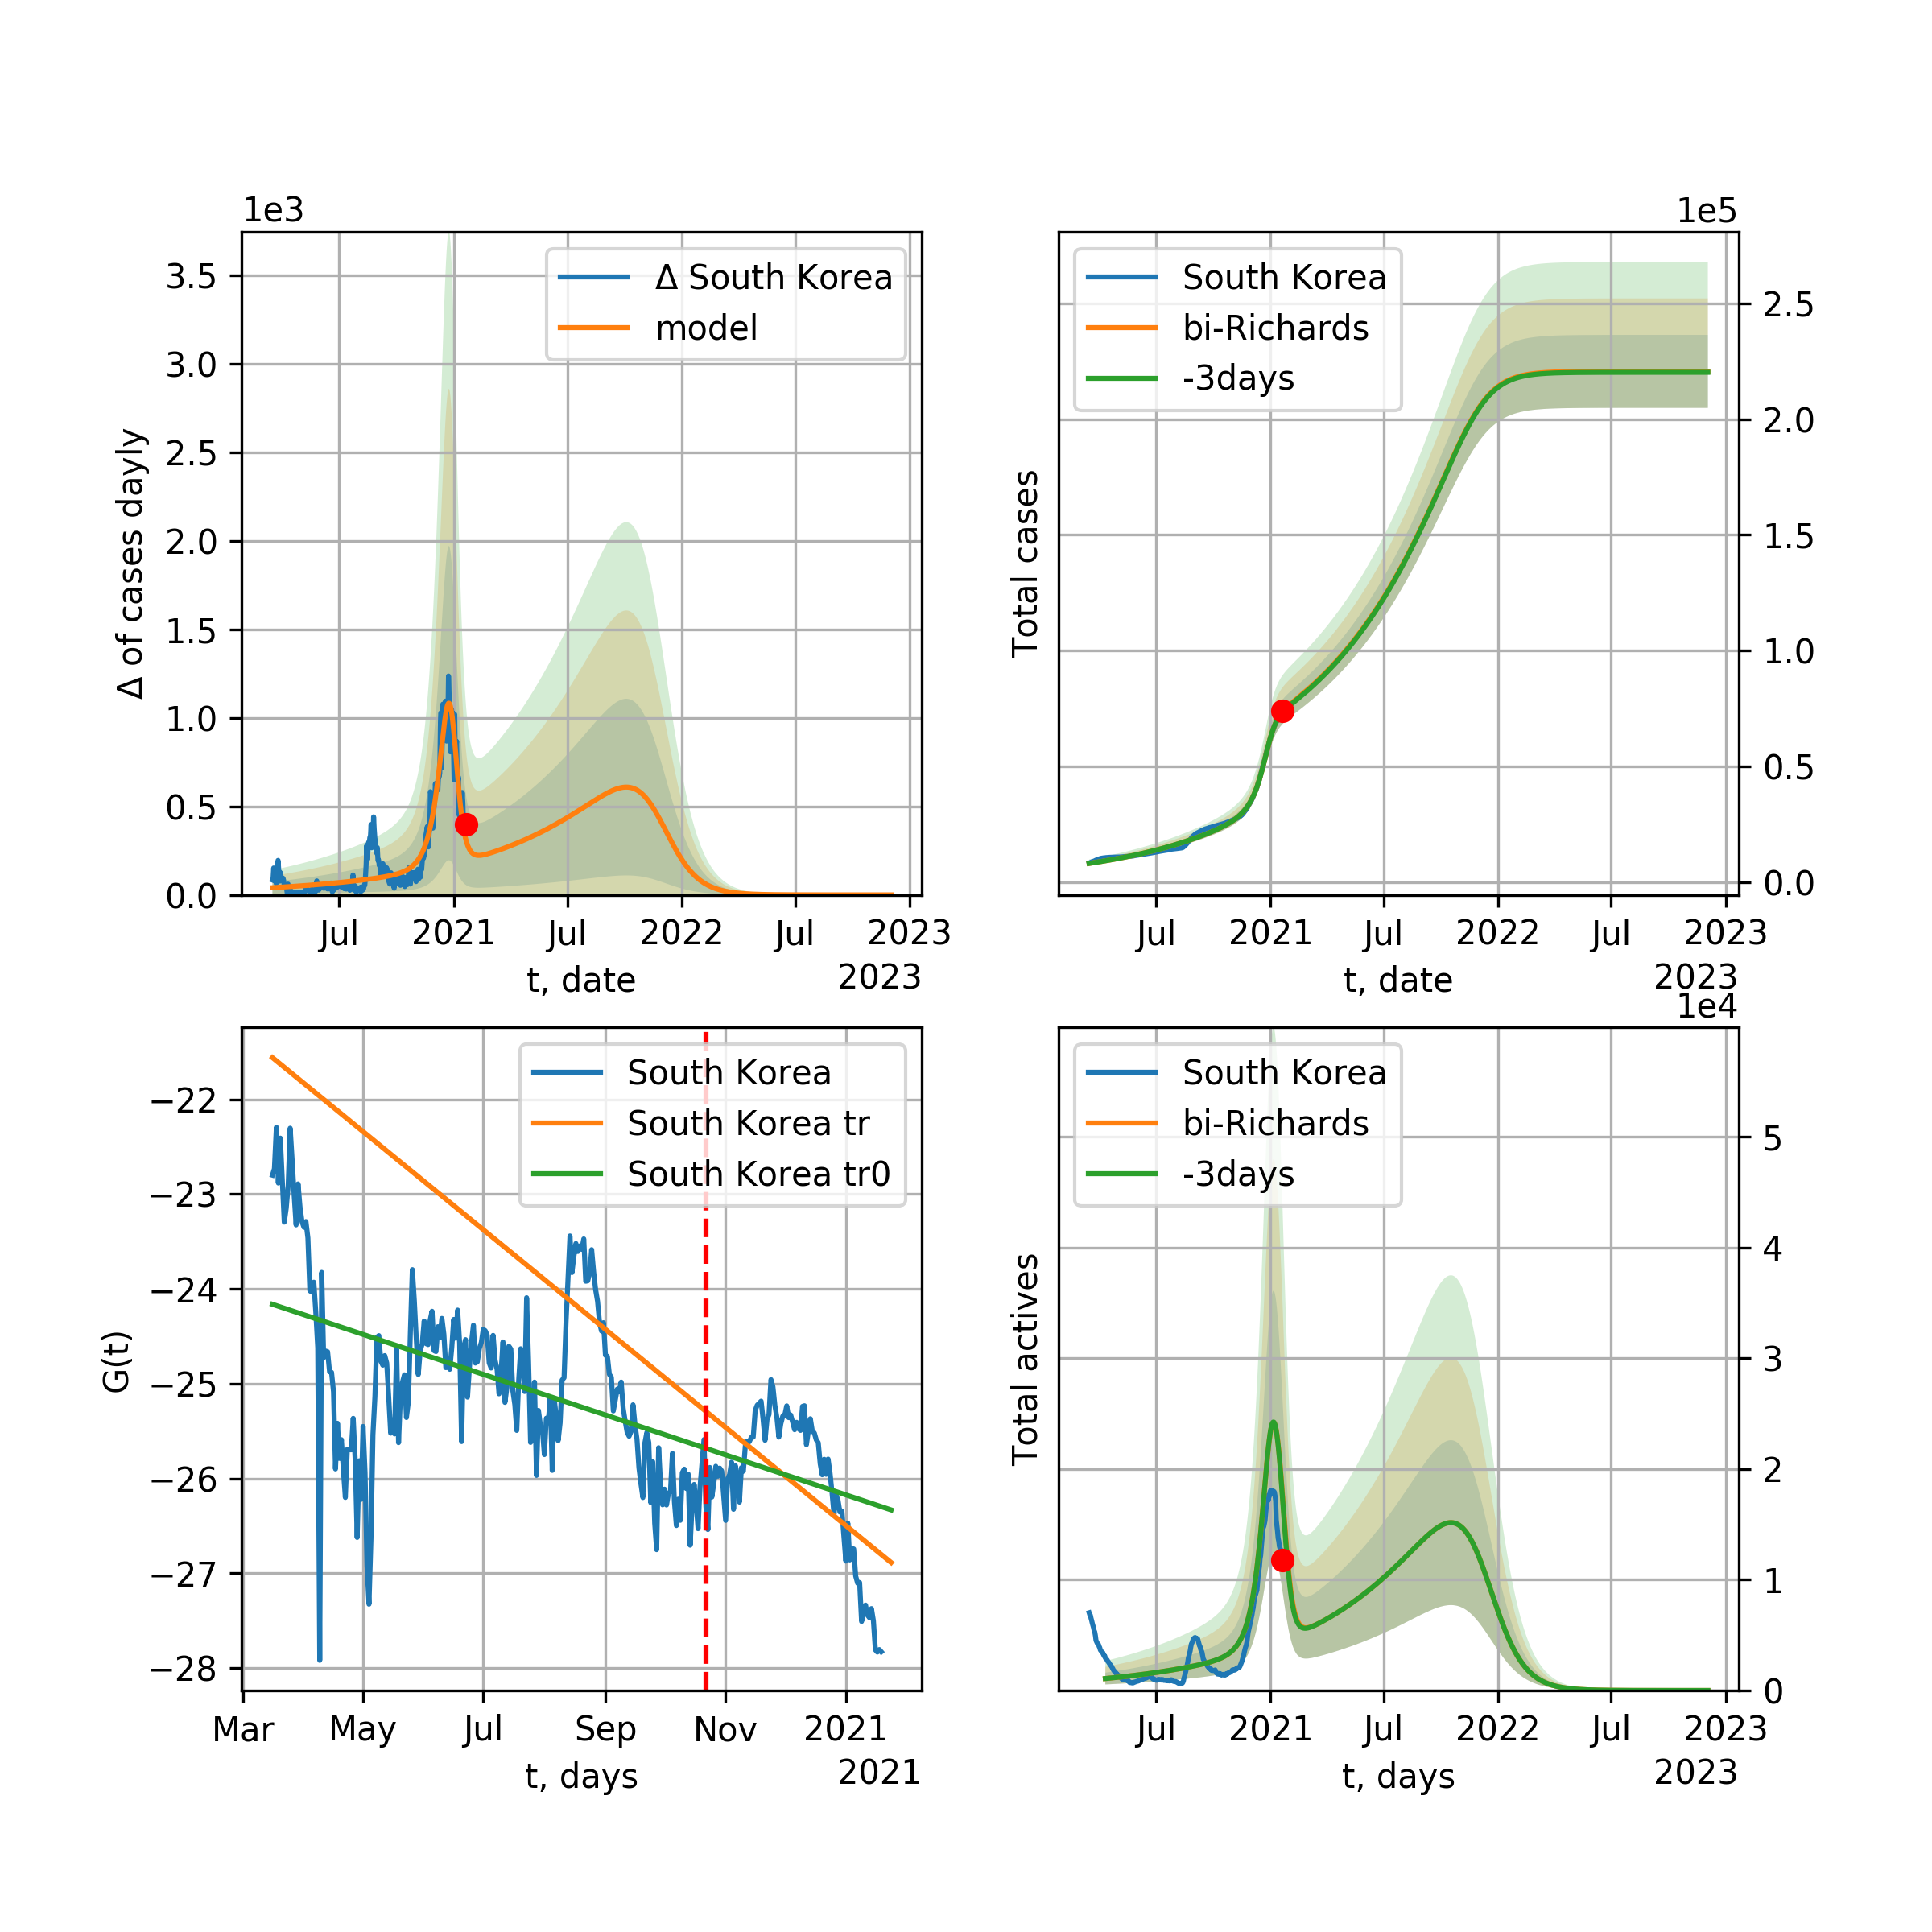 1e3
Δ South Korea
model
3.5
3.0
2.5
2.0
1.5
1.0
0.5
0.0
Δ of cases dayly
Jul 2021 Jul 2022 Jul 2023
t, date
2023
1e5
South Korea
bi-Richards
-3days
2.5
2.0
1.5
1.0
0.5
0.0
Total cases
Jul 2021 Jul 2022 Jul 2023
t, date
2023
South Korea
South Korea tr
South Korea tr0
−22
−23
−24
−25
−26
−27
−28
G(t)
Mar May Jul Sep Nov 2021
t, days
2021
1e4
South Korea
bi-Richards
-3days
5
4
3
2
1
0
Total actives
Jul 2021 Jul 2022 Jul 2023
t, days
2023